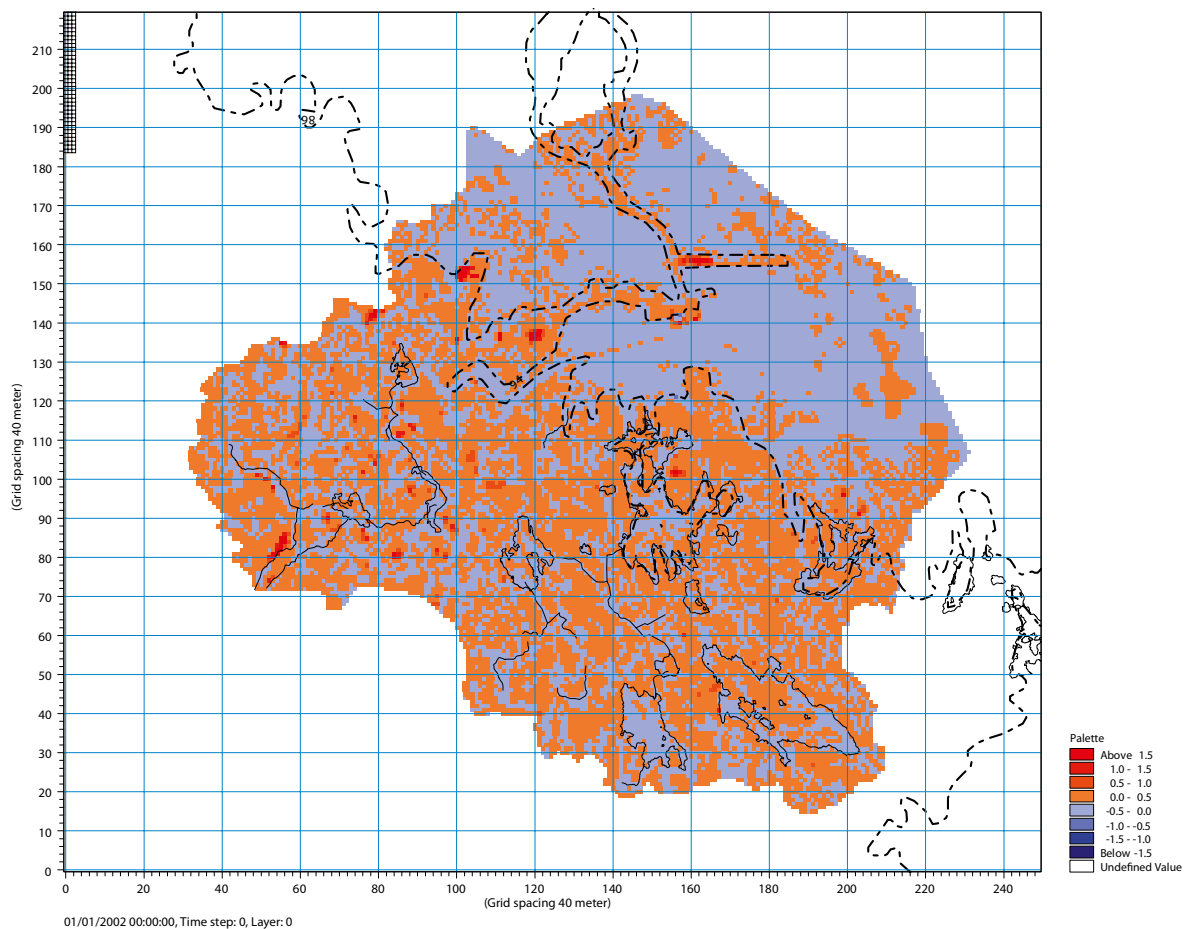 210
200
190
180
170
160
150
140
130
120
110
100
90
80
70
60
50
40
30
20
10
0
(Grid spacing 40 meter)
98
94
0 20 40 60 80 100 120 140 160 180 200 220 240
(Grid spacing 40 meter)
01/01/2002 00:00:00, Time step: 0, Layer: 0
Palette
Above 1.5
1.0 - 1.5
0.5 - 1.0
0.0 - 0.5
-0.5 - 0.0
-1.0 - -0.5
-1.5 - -1.0
Below -1.5
Undefined Value